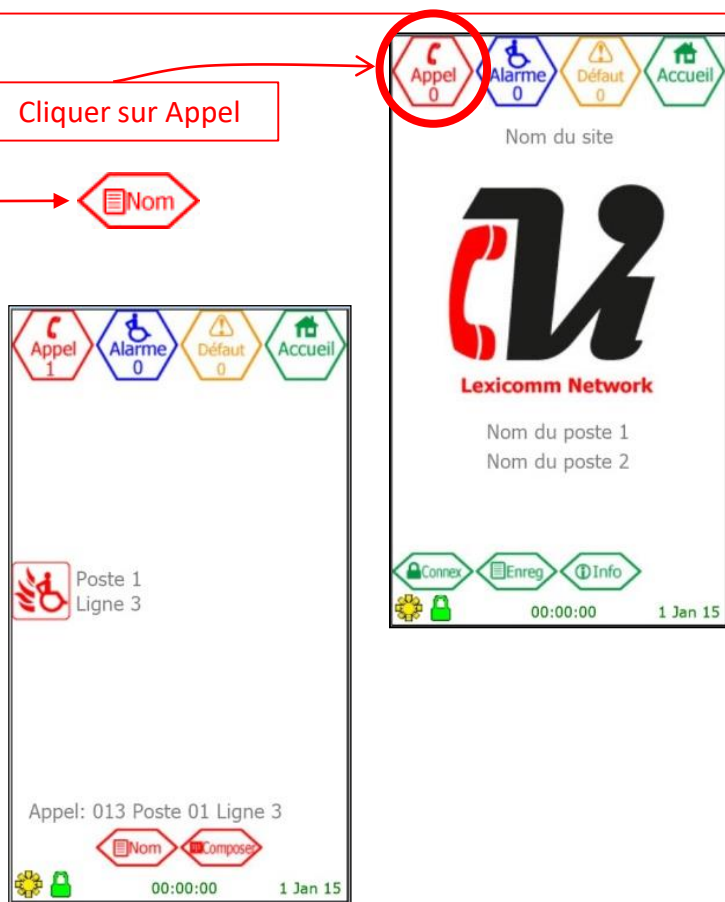 Cliquer sur Appel
Nom
Appel
0
Alarme
0
Défaut
0
Accueil
Nom du site
Lexicomm Network
Nom du poste 1
Nom du poste 2
Connex
Enreg
Info
00:00:00 1 Jan 15
Appel
1
Alarme
0
Défaut
0
Accueil
Poste 1
Ligne 3
Appel: 013 Poste 01 Ligne 3
Nom
Composer
00:00:00 1 Jan 15